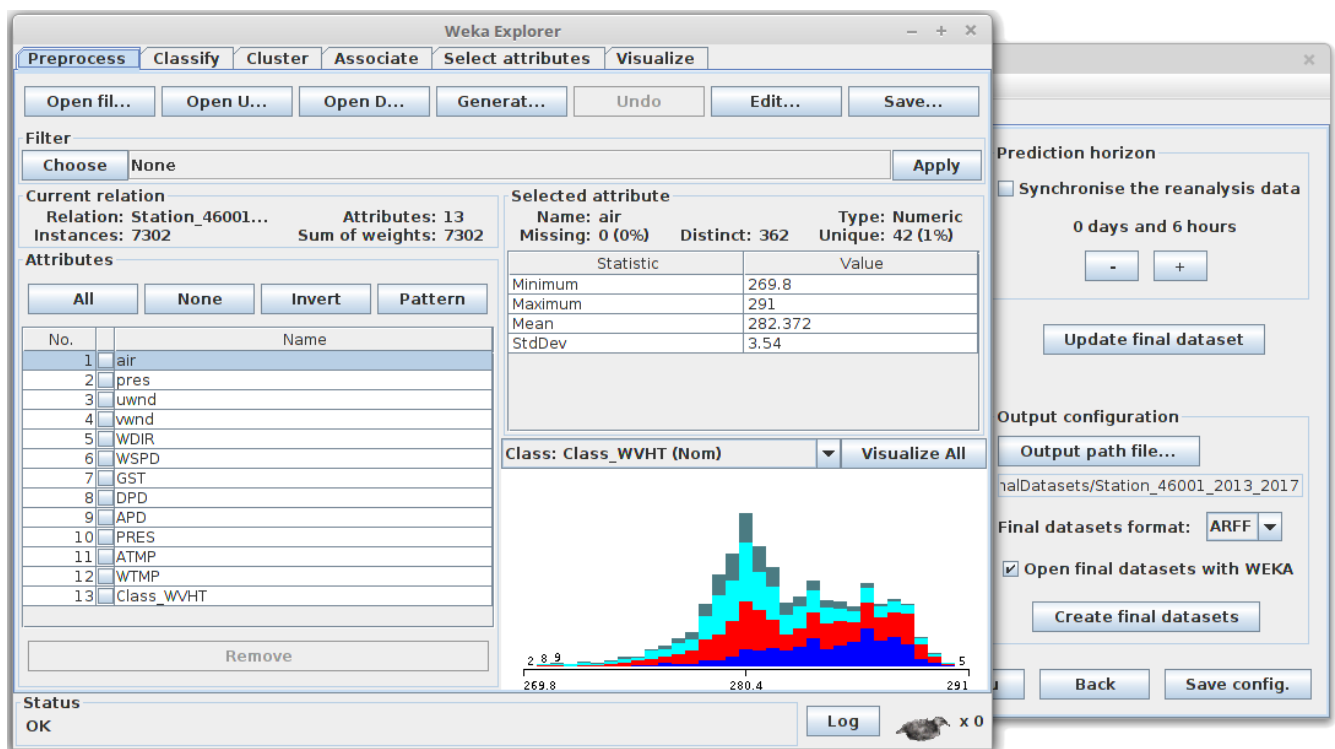 Weka Explorer
Preprocess Classify Cluster Associate Select attributes Visualize
Open fil... Open U... Open D... Generat... Undo Edit... Save...
Filter
Choose None Apply
Current relation
Relation: Station_46001... Attributes: 13
Instances: 7302 Sum of weights: 7302
Attributes
All None Invert Pattern
No. Name
1 air
2 pres
3 uwnd
4 vwnd
5 WDIR
6 WSPD
7 GST
8 DPD
9 APD
10 PRES
11 ATMP
12 WTMP
13 Class_WVHT
Remove
Selected attribute
Name: air Type: Numeric
Missing: 0 (0%) Distinct: 362 Unique: 42 (1%)
Statistic Value
Minimum 269.8
Maximum 291
Mean 282.372
StdDev 3.54
Class: Class_WVHT (Nom) Visualize All
2 8 9 5
269.8 280.4 291
Status
OK
Log x 0
Prediction horizon
Synchronise the reanalysis data
0 days and 6 hours
- +
Update final dataset
Output configuration
Output path file...
nalDatasets/Station_46001_2013_2017
Final datasets format: ARFF
Open final datasets with WEKA
Create final datasets
Back Save config.